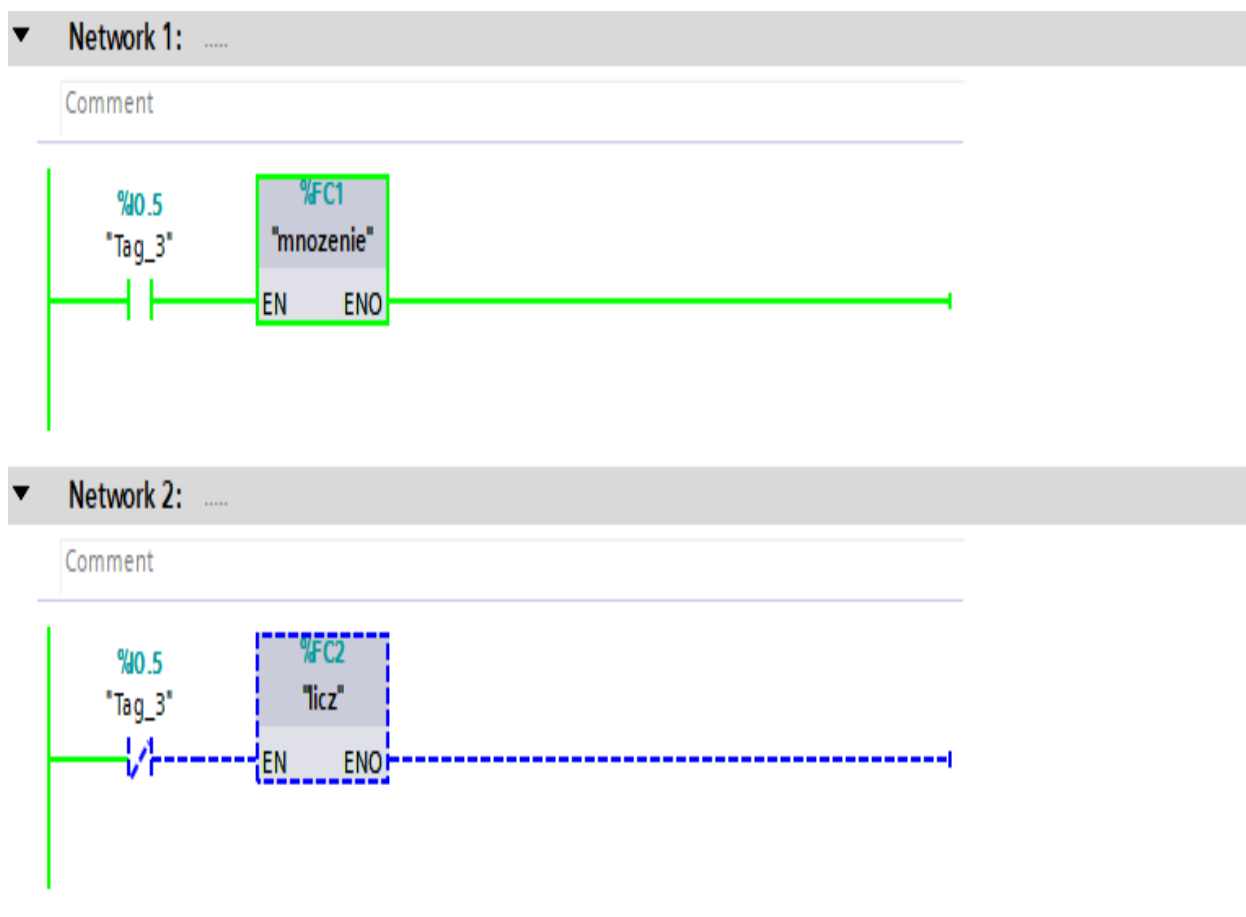 Network 1: .....
Comment
%I0.5
"Tag_3"
%FC1
"mnozenie"
EN ENO
Network 2: .....
Comment
%I0.5
"Tag_3"
%FC2
"licz"
EN ENO